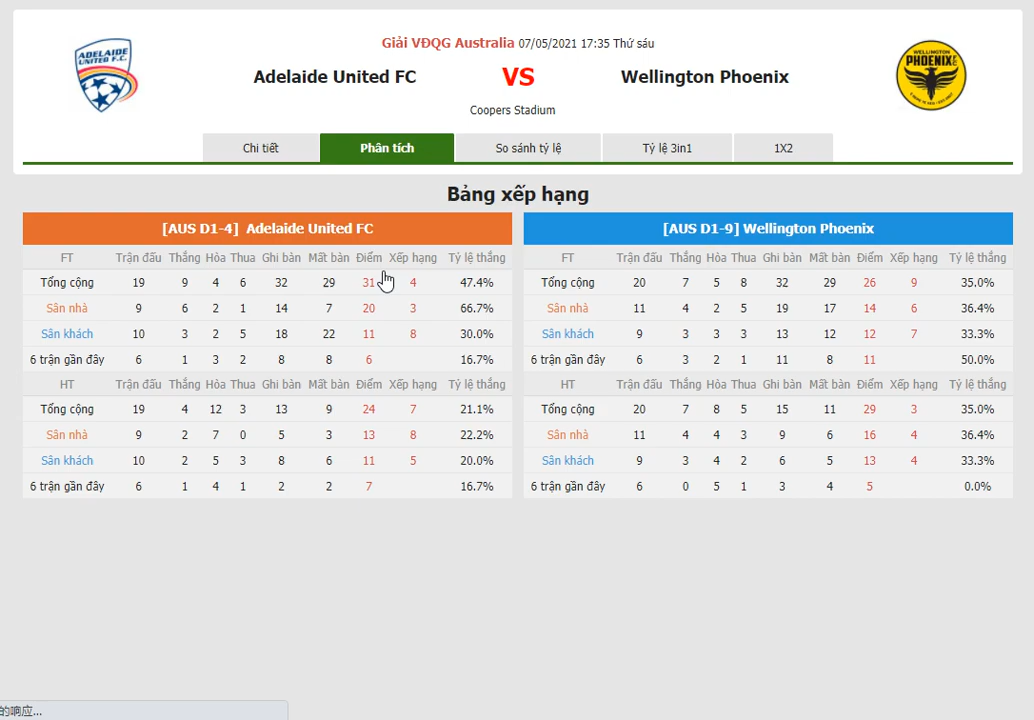 ADELAIDE
UNITED F.C.
Giải VĐQG Australia 07/05/2021 17:35 Thứ sáu
Adelaide United FC VS Wellington Phoenix
WELLINGTON
PHOENIX
Coopers Stadium
Chi tiết Phân tích So sánh tỷ lệ Tỷ lệ 3in1 1X2
Bảng xếp hạng
[AUS D1-4] Adelaide United FC
FT Trận đấu Thắng Hòa Thua Ghi bàn Mất bàn Điểm Xếp hạng Tỷ lệ thắng
Tổng cộng 19 9 4 6 32 29 31 4 47.4%
Sân nhà 9 6 2 1 14 7 20 3 66.7%
Sân khách 10 3 2 5 18 22 11 8 30.0%
6 trận gần đây 6 1 3 2 8 8 6 16.7%
HT Trận đấu Thắng Hòa Thua Ghi bàn Mất bàn Điểm Xếp hạng Tỷ lệ thắng
Tổng cộng 19 4 12 3 13 9 24 7 21.1%
Sân nhà 9 2 7 0 5 3 13 8 22.2%
Sân khách 10 2 5 3 8 6 11 5 20.0%
6 trận gần đây 6 1 4 1 2 2 7 16.7%
[AUS D1-9] Wellington Phoenix
FT Trận đấu Thắng Hòa Thua Ghi bàn Mất bàn Điểm Xếp hạng Tỷ lệ thắng
Tổng cộng 20 7 5 8 32 29 26 9 35.0%
Sân nhà 11 4 2 5 19 17 14 6 36.4%
Sân khách 9 3 3 3 13 12 12 7 33.3%
6 trận gần đây 6 3 2 1 11 8 11 50.0%
HT Trận đấu Thắng Hòa Thua Ghi bàn Mất bàn Điểm Xếp hạng Tỷ lệ thắng
Tổng cộng 20 7 8 5 15 11 29 3 35.0%
Sân nhà 11 4 4 3 9 6 16 4 36.4%
Sân khách 9 3 4 2 6 5 13 4 33.3%
6 trận gần đây 6 0 5 1 3 4 5 0.0%
的响应...